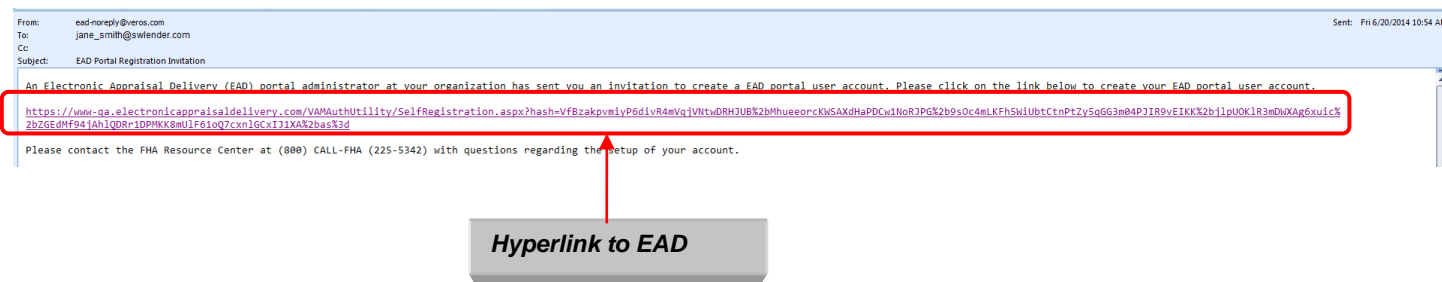 From: ead-noreply@veros.com Sent: Fri 6/20/2014 10:54 AM
To: jane_smith@swlender.com
Cc:
Subject: EAD Portal Registration Invitation
An Electronic Appraisal Delivery (EAD) portal administrator at your organization has sent you an invitation to create a EAD portal user account. Please click on the link below to create your EAD portal user account.
https://www-qa.electronicappraisaldelivery.com/VAMAuthUtility/SelfRegistration.aspx?hash=VfBzakpvmiyP6divR4mVqjVNtwDRHJUB%2bMhueeorcKWSAXdHaPDCw1NoRJPG%2b9sOc4mLKFh5WiUbtCtnPtZy5qGG3m04PJIR9vEIKK%2bjlpUOKlR3mDWXAg6xuic%
2bZGEdMf94jAhlQDRr1DPMKK8mUlF61oQ7cxnlGCxIJ1XA%2bas%3d
Please contact the FHA Resource Center at (800) CALL-FHA (225-5342) with questions regarding the setup of your account.
Hyperlink to EAD